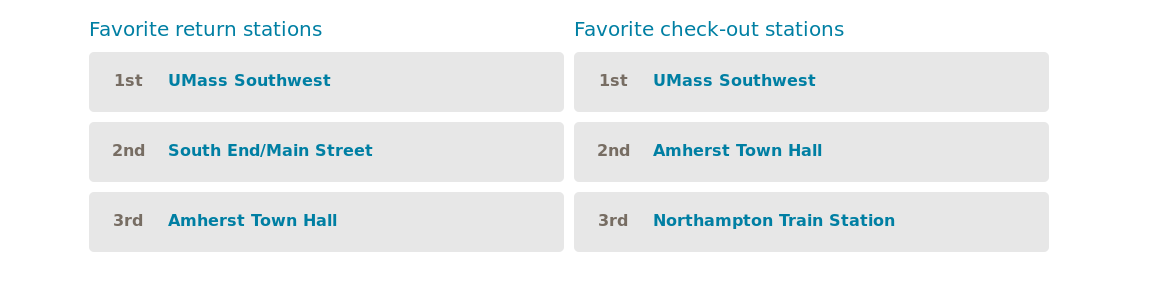 Favorite return stations
1st UMass Southwest
2nd South End/Main Street
3rd Amherst Town Hall
Favorite check-out stations
1st UMass Southwest
2nd Amherst Town Hall
3rd Northampton Train Station